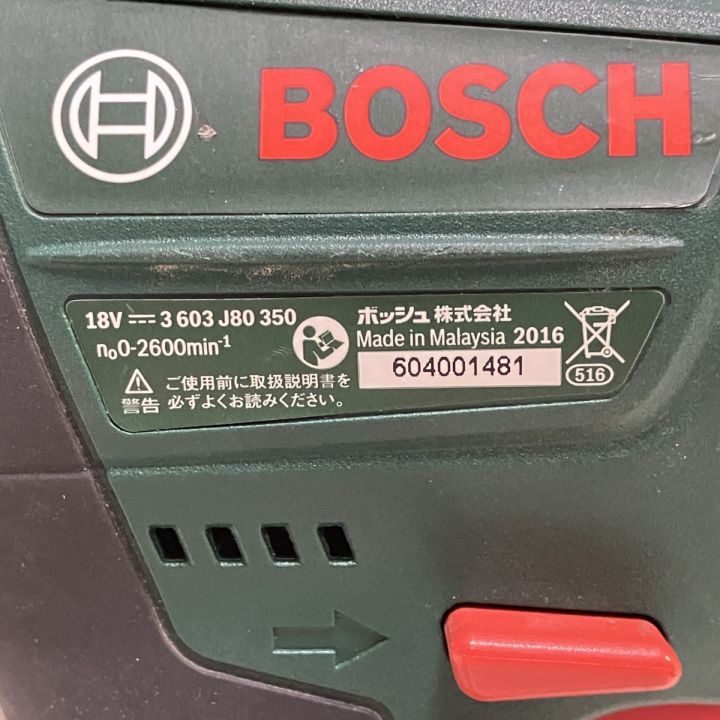 BOSCH
18V ⎓ 3 603 J80 350
n₀0-2600min⁻¹
⚠ ご使用前に取扱説明書を
警告 必ずよくお読みください。
ボッシュ株式会社
Made in Malaysia 2016
604001481
516